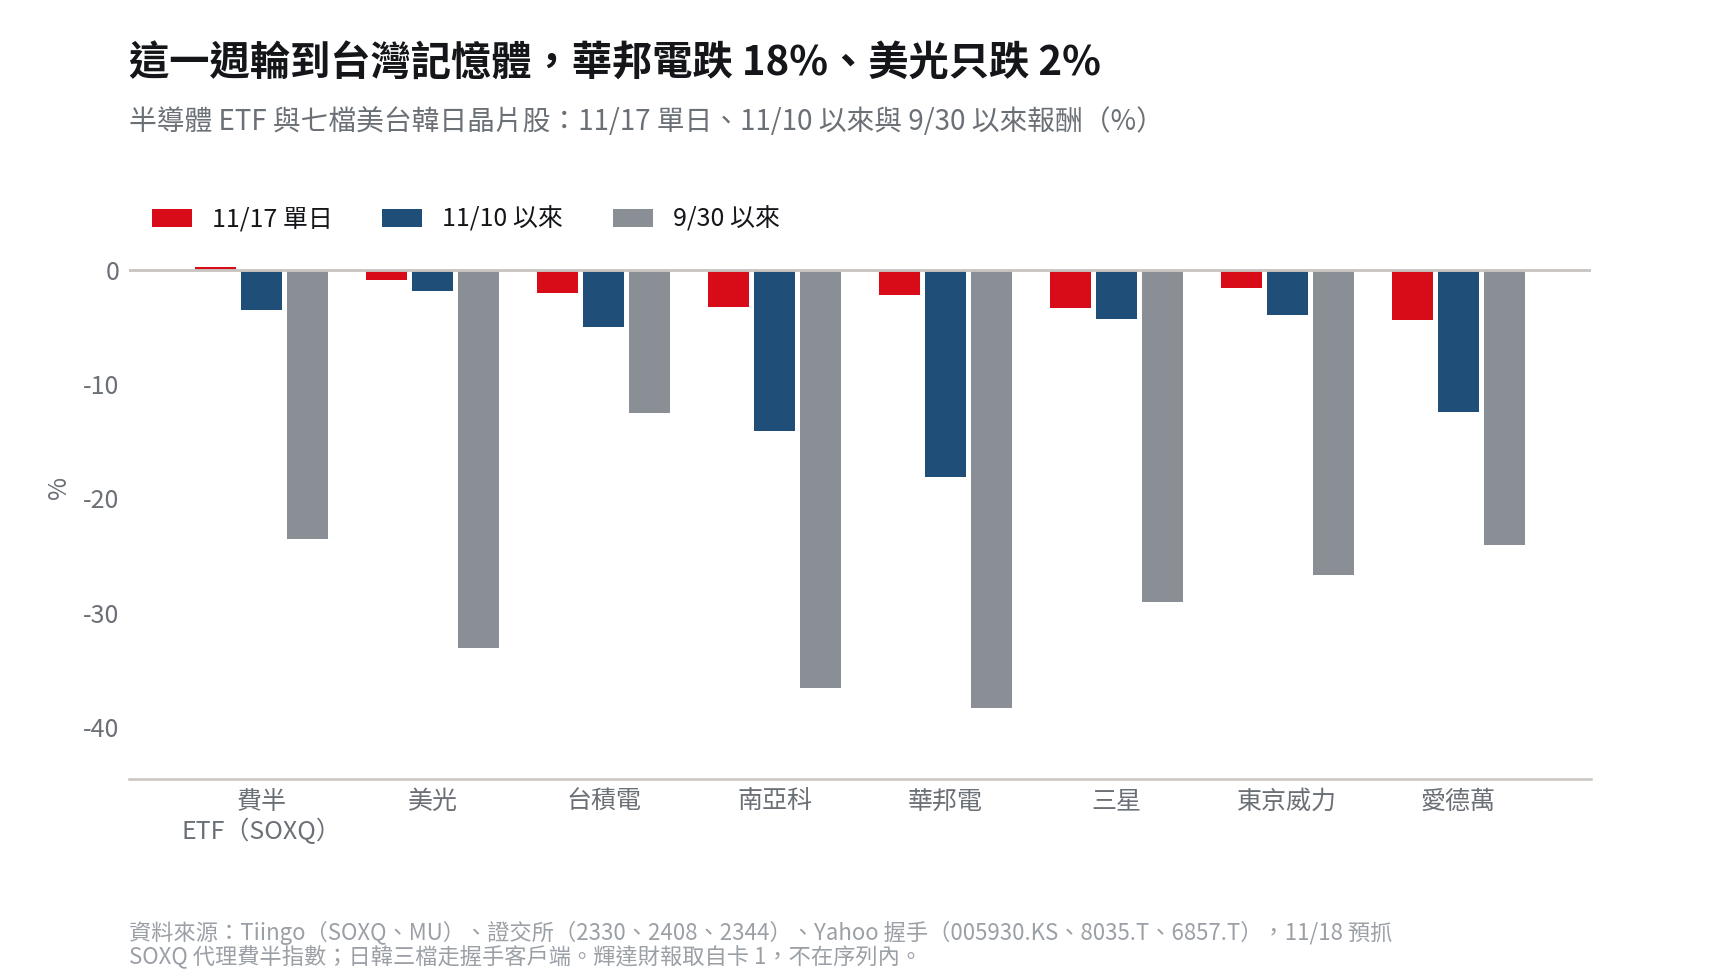 這一週輪到台灣記憶體，華邦電跌 18%、美光只跌 2%
半導體 ETF 與七檔美台韓日晶片股：11/17 單日、11/10 以來與 9/30 以來報酬（%）
11/17 單日
11/10 以來
9/30 以來
0
-10
-20
-30
-40
%
費半
ETF（SOXQ）
美光
台積電
南亞科
華邦電
三星
東京威力
愛德萬
資料來源：Tiingo（SOXQ、MU）、證交所（2330、2408、2344）、Yahoo 握手（005930.KS、8035.T、6857.T），11/18 預抓
SOXQ 代理費半指數；日韓三檔走握手客戶端。輝達財報取自卡 1，不在序列內。